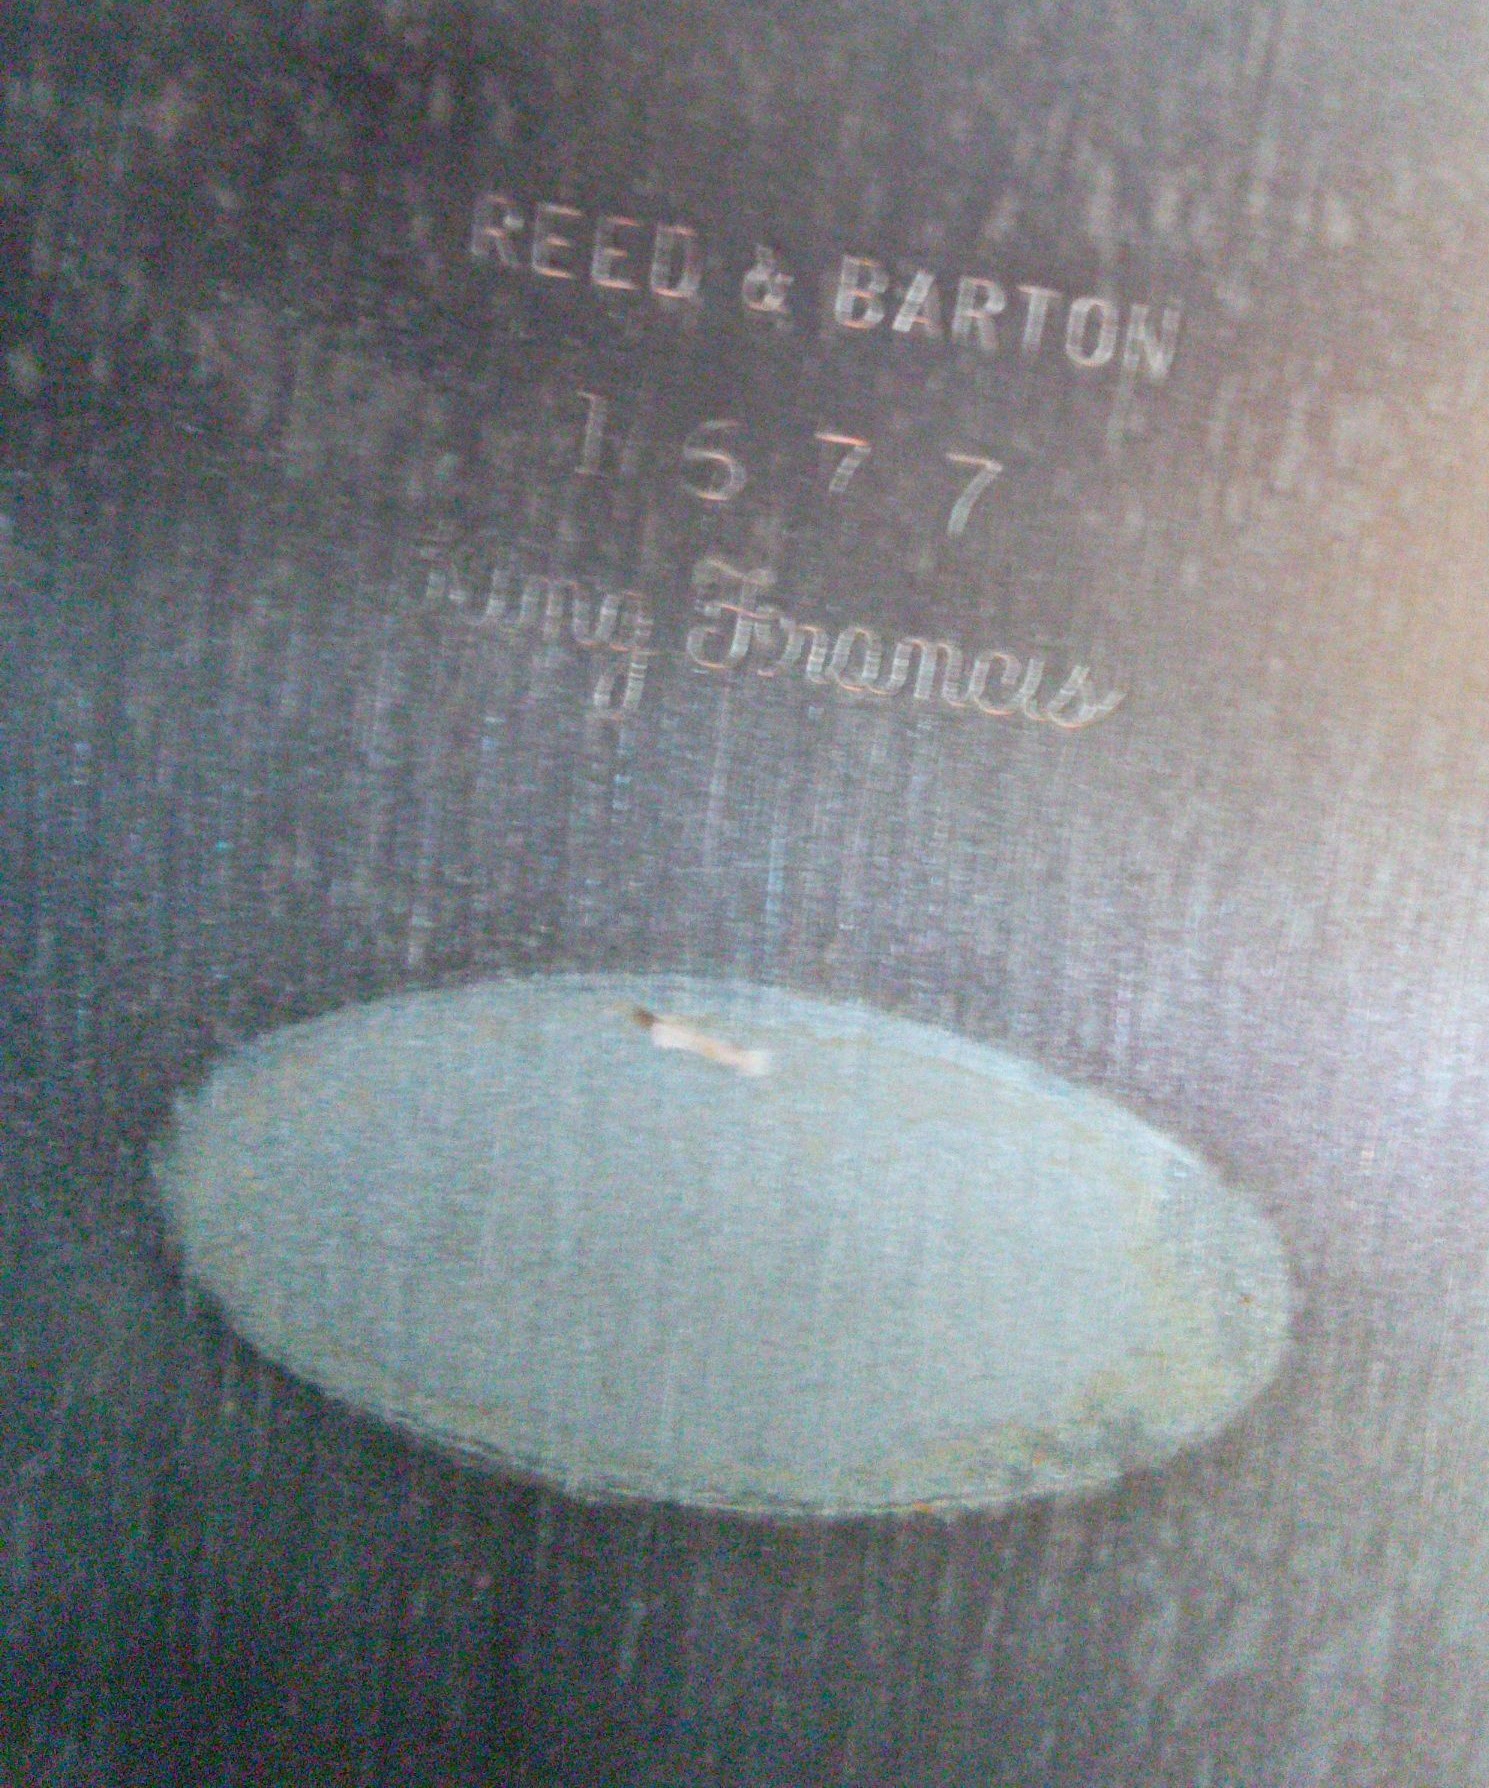 REED & BARTON
1677
King Francis